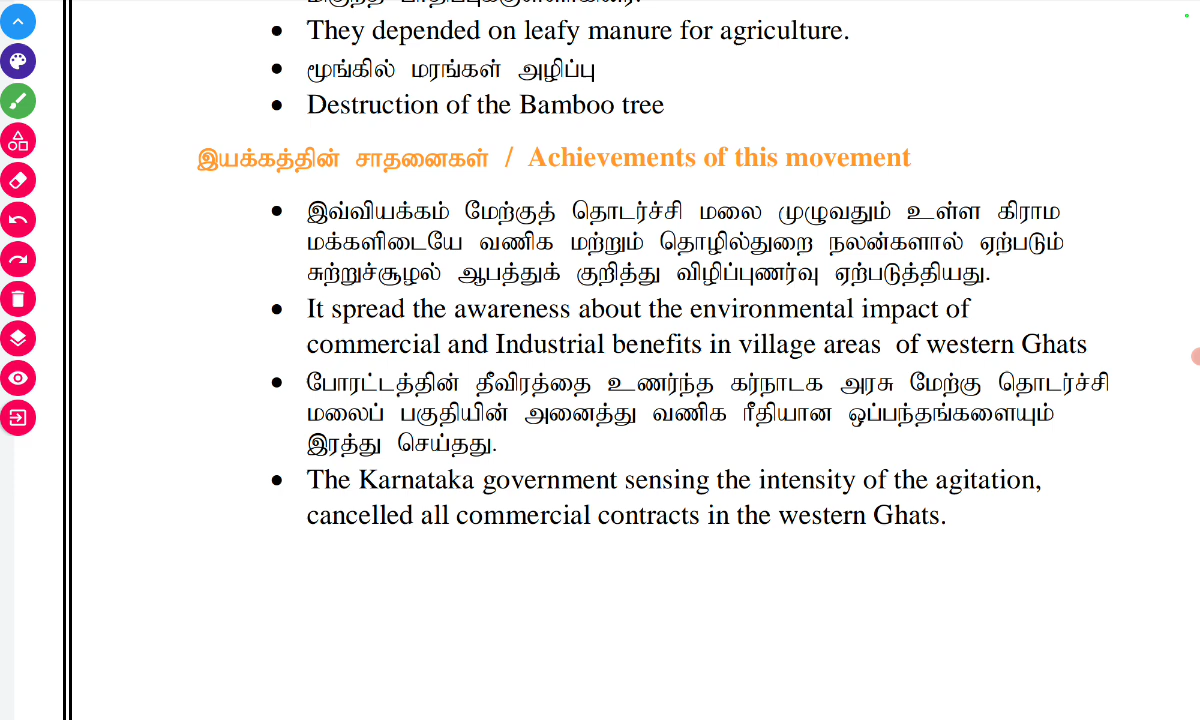 They depended on leafy manure for agriculture.
மூங்கில் மரங்கள் அழிப்பு
Destruction of the Bamboo tree
இயக்கத்தின் சாதனைகள் / Achievements of this movement
இவ்வியக்கம் மேற்குத் தொடர்ச்சி மலை முழுவதும் உள்ள கிராம
மக்களிடையே வணிக மற்றும் தொழில்துறை நலன்களால் ஏற்படும்
சுற்றுச்சூழல் ஆபத்துக் குறித்து விழிப்புணர்வு ஏற்படுத்தியது.
It spread the awareness about the environmental impact of
commercial and Industrial benefits in village areas of western Ghats
போரட்டத்தின் தீவிரத்தை உணர்ந்த கர்நாடக அரசு மேற்கு தொடர்ச்சி
மலைப் பகுதியின் அனைத்து வணிக ரீதியான ஒப்பந்தங்களையும்
இரத்து செய்தது.
The Karnataka government sensing the intensity of the agitation,
cancelled all commercial contracts in the western Ghats.